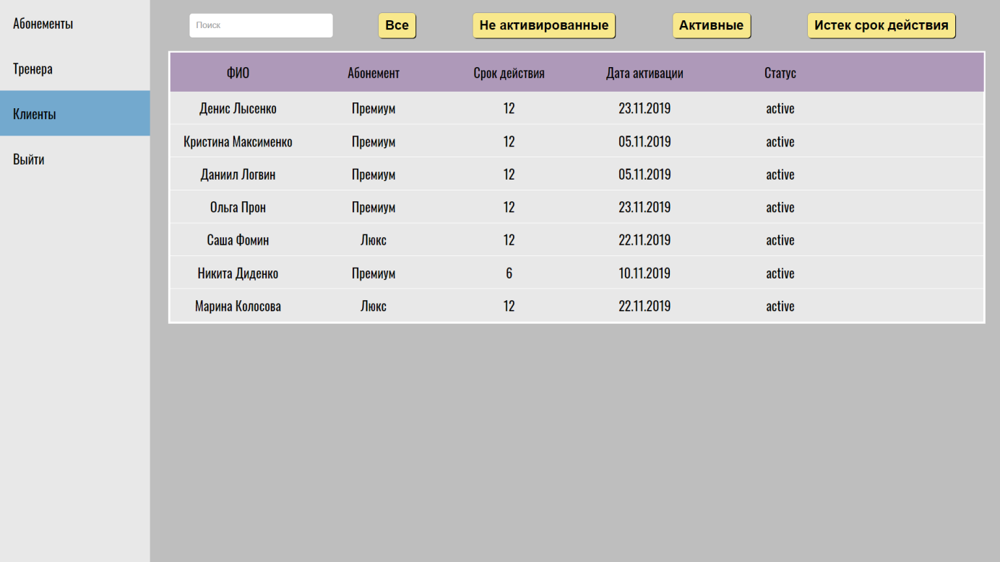 Абонементы
Тренера
Клиенты
Выйти
Поиск
Все
Не активированные
Активные
Истек срок действия
ФИО Абонемент Срок действия Дата активации Статус
Денис Лысенко Премиум 12 23.11.2019 active
Кристина Максименко Премиум 12 05.11.2019 active
Даниил Логвин Премиум 12 05.11.2019 active
Ольга Прон Премиум 12 23.11.2019 active
Саша Фомин Люкс 12 22.11.2019 active
Никита Диденко Премиум 6 10.11.2019 active
Марина Колосова Люкс 12 22.11.2019 active